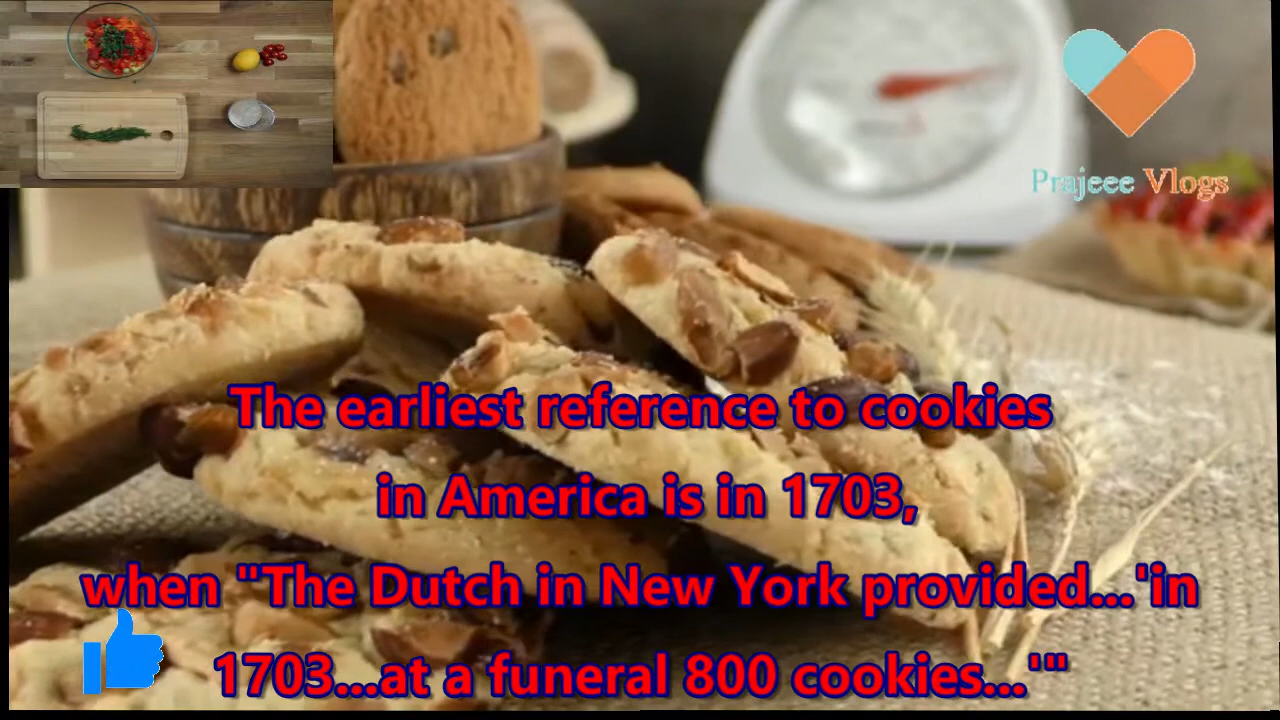 Prajeee Vlogs
The earliest reference to cookies
in America is in 1703,
when "The Dutch in New York provided...'in
1703...at a funeral 800 cookies...'"